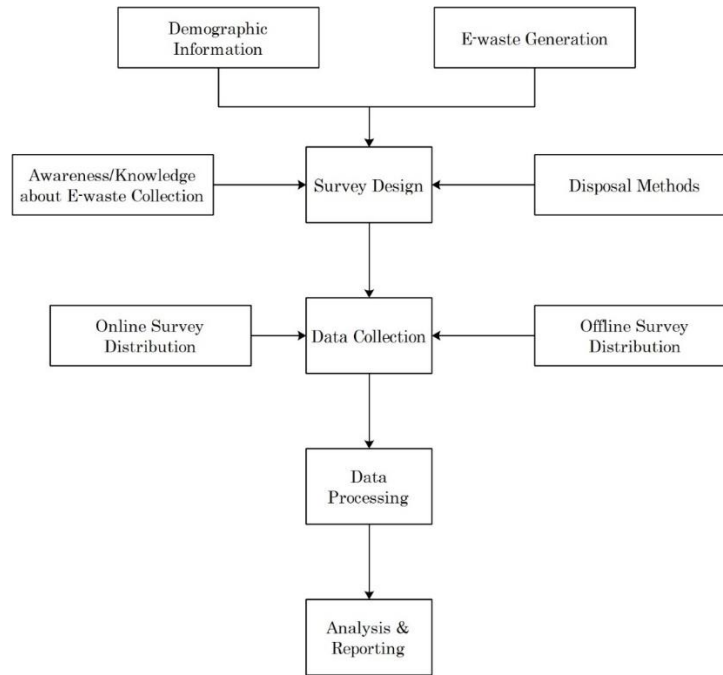 Demographic
Information
E-waste Generation
Awareness/Knowledge
about E-waste Collection
Survey Design
Disposal Methods
Online Survey
Distribution
Data Collection
Offline Survey
Distribution
Data
Processing
Analysis &
Reporting